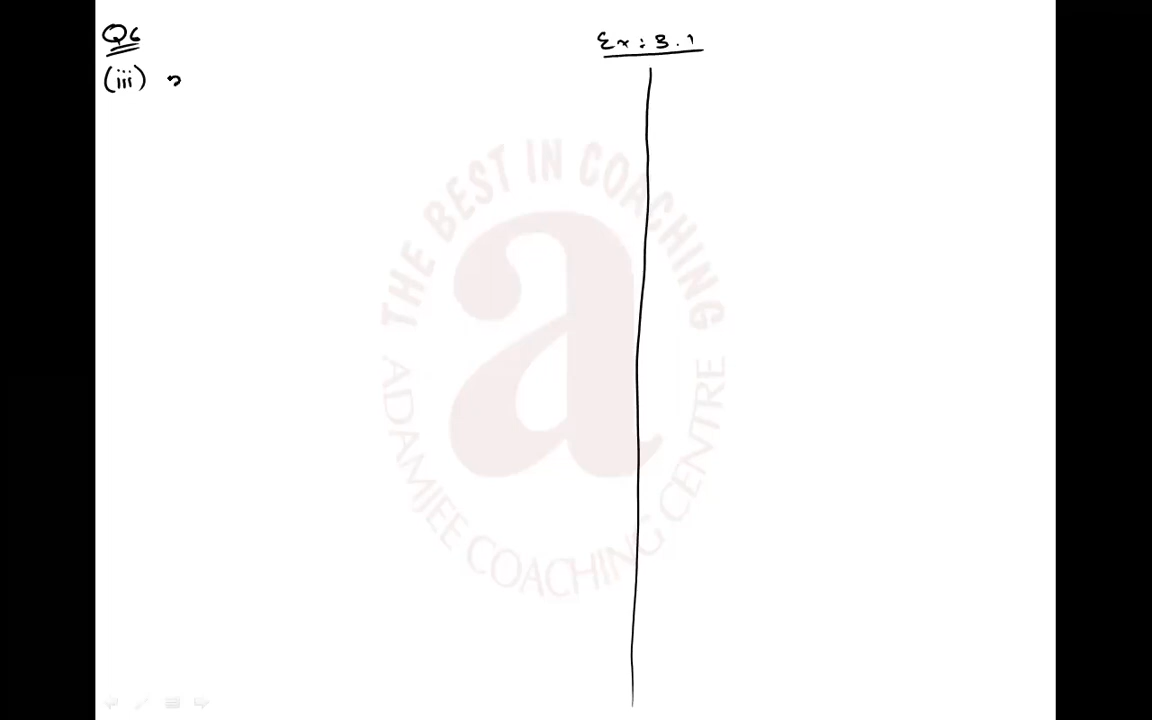 Q6
Ex: 3.1
(iii)
THE BEST IN COACHING
ADAMJEE COACHING CENTRE